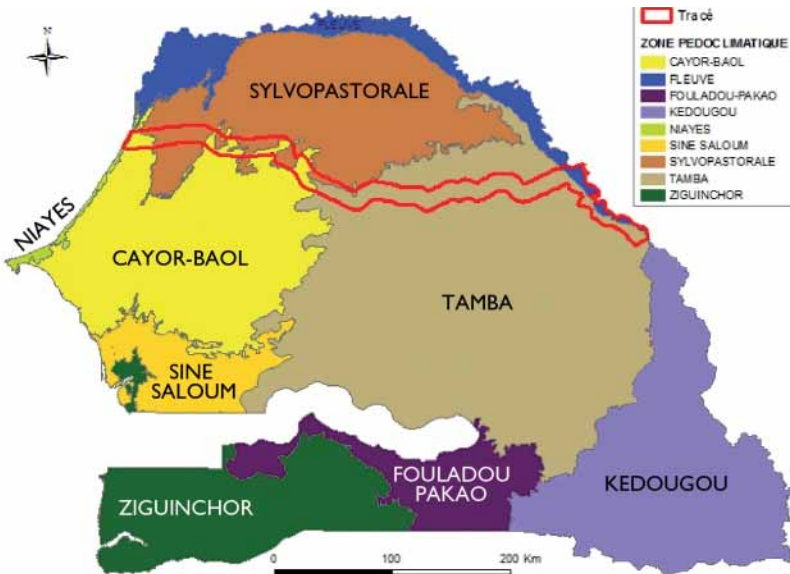 N
Tracé
ZONE PEDOCLIMATIQUE
CAYOR-BAOL
FLEUVE
FOULADOU-PAKAO
KEDOUGOU
NIAYES
SINE SALOUM
SYLVOPASTORALE
TAMBA
ZIGUINCHOR
SYLVOPASTORALE
NIAYES
CAYOR-BAOL
TAMBA
SINE
SALOUM
FOULADOU
PAKAO
KEDOUGOU
ZIGUINCHOR
0 100 200 Km